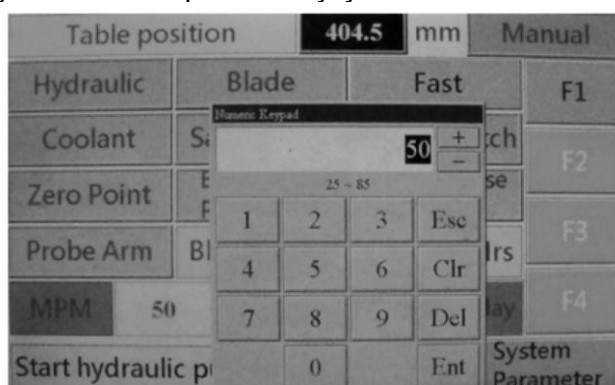 Table position 404.5 mm Manual
Hydraulic Blade Fast F1
Numeric Keypad
Coolant 50 + F2
−
25 ~ 85
Zero Point
1 2 3 Esc
Probe Arm F3
4 5 6 Clr
MPM 50 F4
7 8 9 Del
Start hydraulic System
0 Ent Parameter